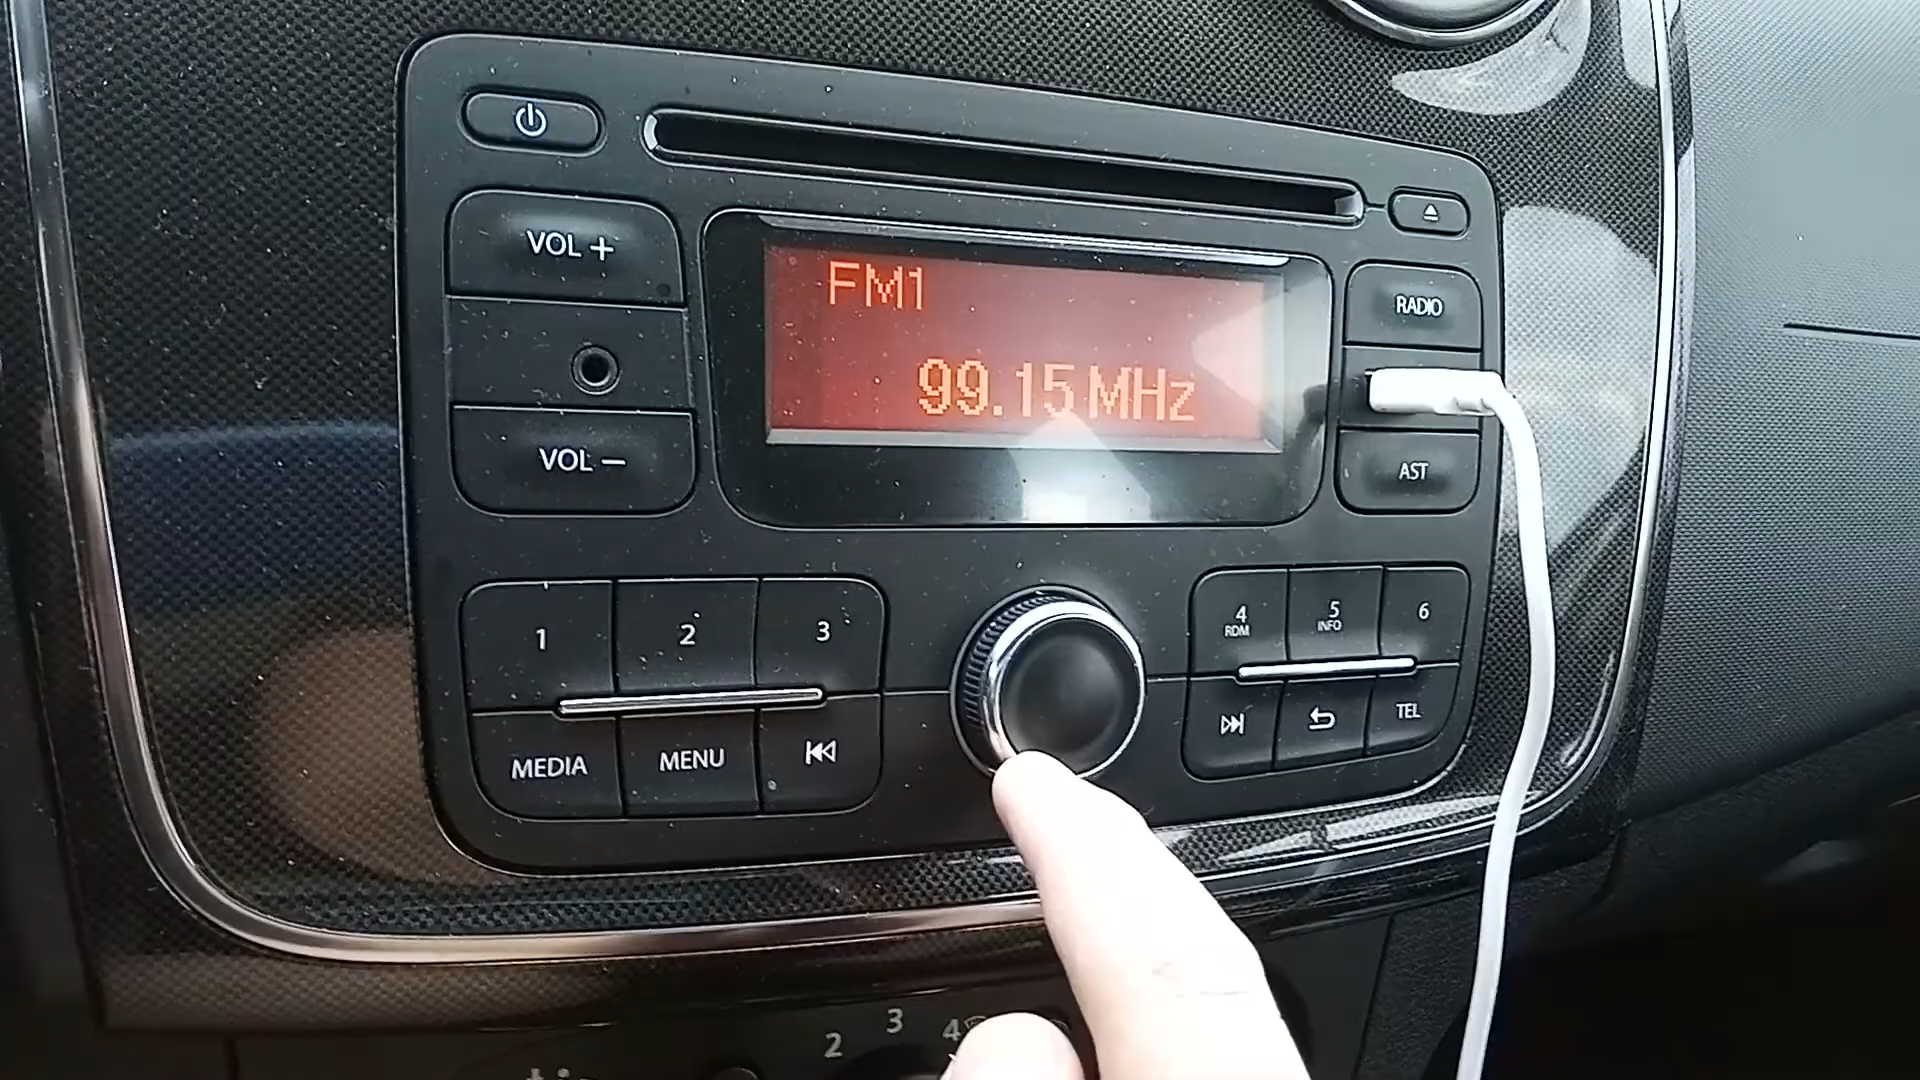 VOL +
FM1
RADIO
99.15 MHz
VOL −
AST
1
2
3
4
RDM
5
INFO
6
MEDIA
MENU
TEL
2
3
4